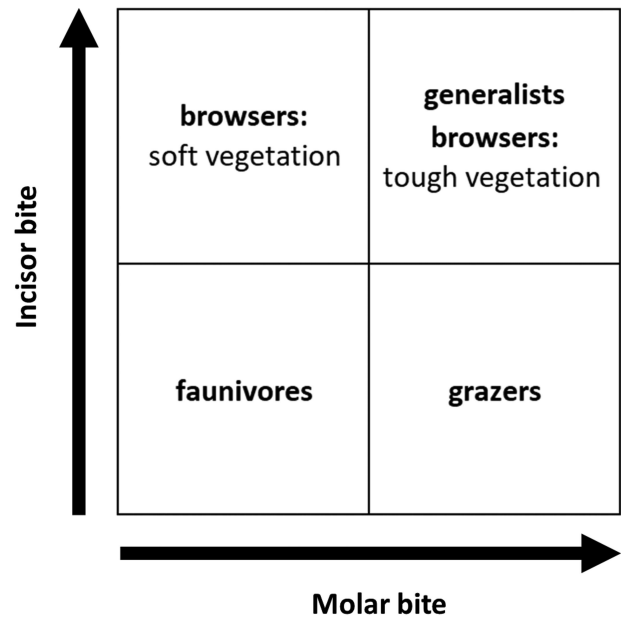 browsers:
soft vegetation
generalists
browsers:
tough vegetation
Incisor bite
faunivores
grazers
Molar bite